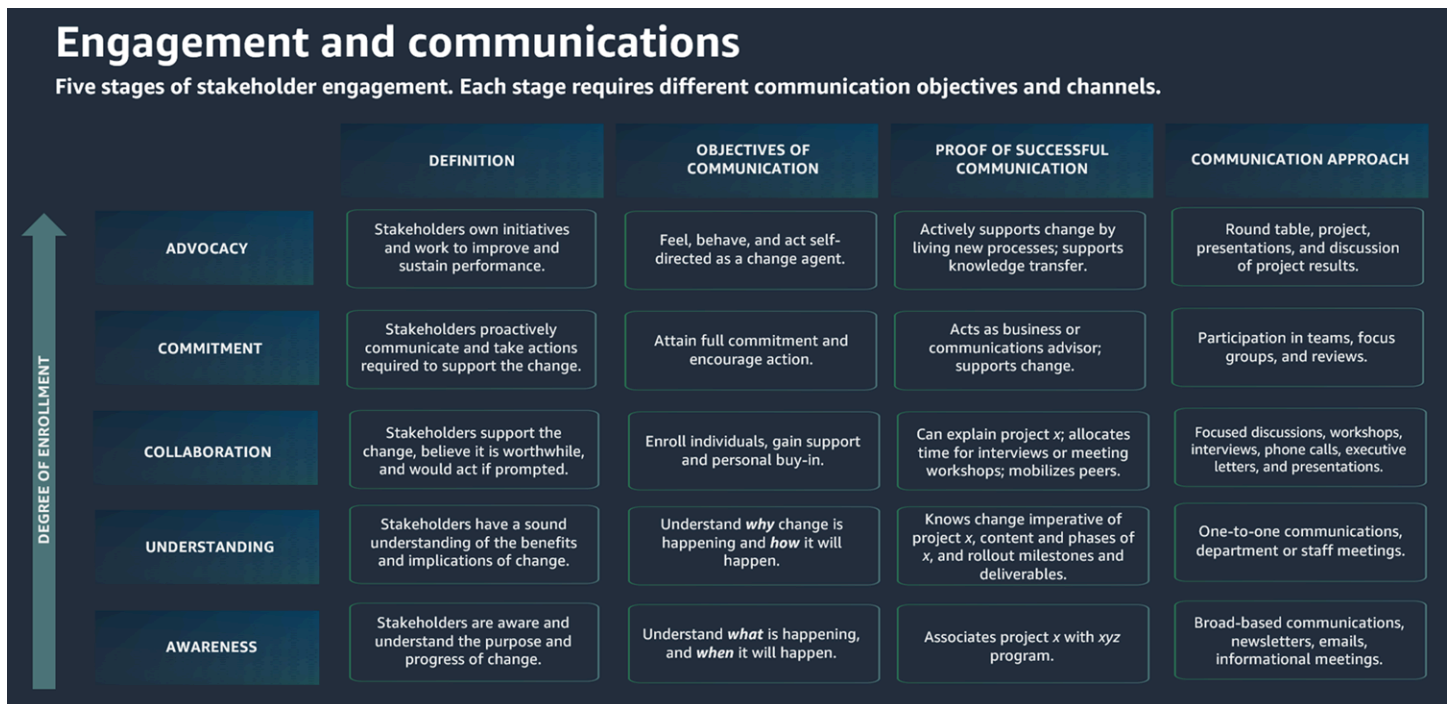 Engagement and communications
Five stages of stakeholder engagement. Each stage requires different communication objectives and channels.
DEFINITION
OBJECTIVES OF
COMMUNICATION
PROOF OF SUCCESSFUL
COMMUNICATION
COMMUNICATION APPROACH
DEGREE OF ENROLLMENT
ADVOCACY
Stakeholders own initiatives
and work to improve and
sustain performance.
Feel, behave, and act self-
directed as a change agent.
Actively supports change by
living new processes; supports
knowledge transfer.
Round table, project,
presentations, and discussion
of project results.
COMMITMENT
Stakeholders proactively
communicate and take actions
required to support the change.
Attain full commitment and
encourage action.
Acts as business or
communications advisor;
supports change.
Participation in teams, focus
groups, and reviews.
COLLABORATION
Stakeholders support the
change, believe it is worthwhile,
and would act if prompted.
Enroll individuals, gain support
and personal buy-in.
Can explain project x; allocates
time for interviews or meeting
workshops; mobilizes peers.
Focused discussions, workshops,
interviews, phone calls, executive
letters, and presentations.
UNDERSTANDING
Stakeholders have a sound
understanding of the benefits
and implications of change.
Understand why change is
happening and how it will
happen.
Knows change imperative of
project x, content and phases of
x, and rollout milestones and
deliverables.
One-to-one communications,
department or staff meetings.
AWARENESS
Stakeholders are aware and
understand the purpose and
progress of change.
Understand what is happening,
and when it will happen.
Associates project x with xyz
program.
Broad-based communications,
newsletters, emails,
informational meetings.